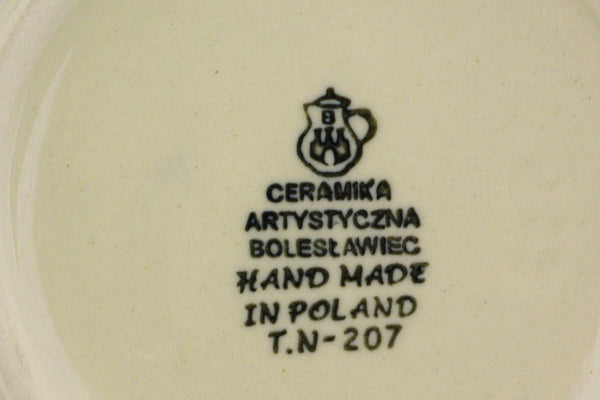 B
CERAMIKA
ARTYSTYCZNA
BOLESŁAWIEC
HAND MADE
IN POLAND
T.N-207